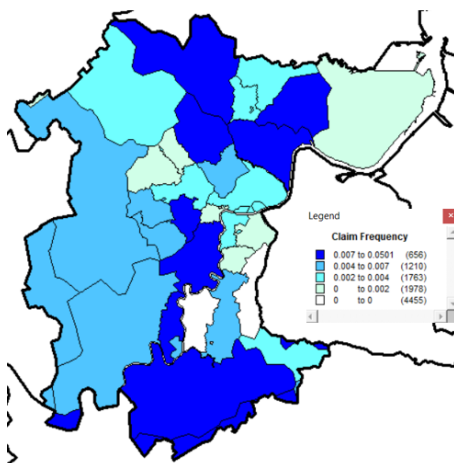 Legend
Claim Frequency
0.007 to 0.0501 (656)
0.004 to 0.007 (1210)
0.002 to 0.004 (1763)
0 to 0.002 (1978)
0 to 0 (4455)